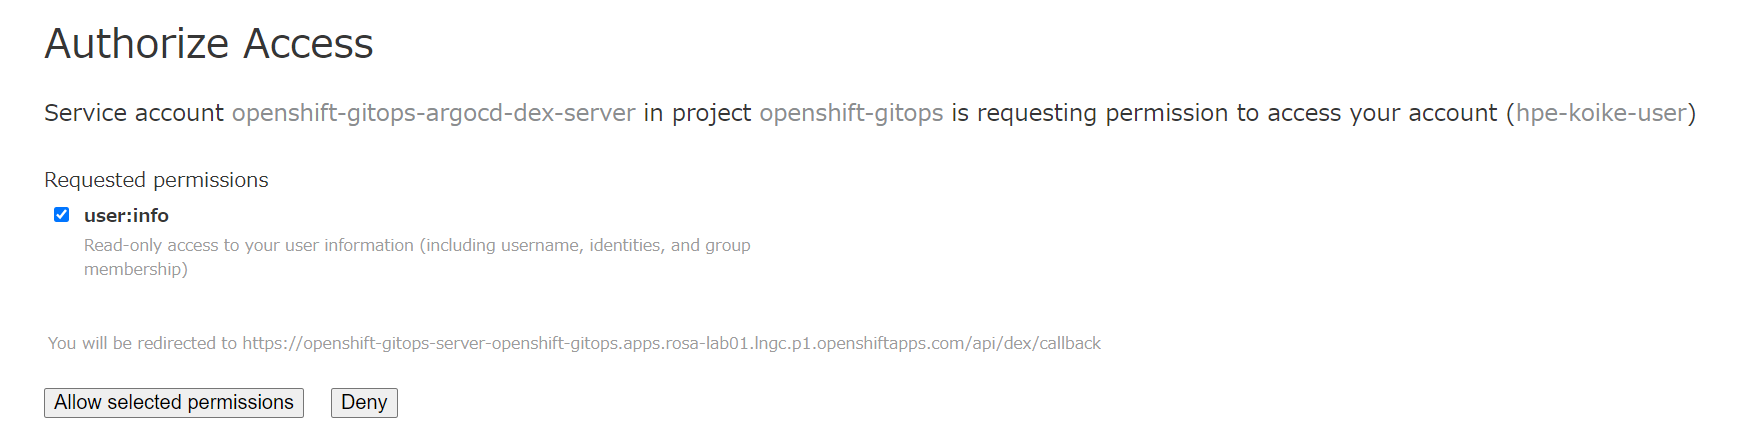 Authorize Access
Service account openshift-gitops-argocd-dex-server in project openshift-gitops is requesting permission to access your account (hpe-koike-user)
Requested permissions
user:info
Read-only access to your user information (including username, identities, and group
membership)
You will be redirected to https://openshift-gitops-server-openshift-gitops.apps.rosa-lab01.lngc.p1.openshiftapps.com/api/dex/callback
Allow selected permissions Deny